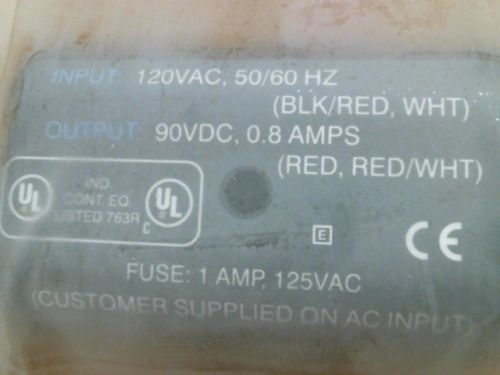 INPUT 120VAC, 50/60 HZ
(BLK/RED, WHT)
OUTPUT 90VDC, 0.8 AMPS
(RED, RED/WHT)
UL
IND.
CONT. EQ.
LISTED 763R
C UL
E
CE
FUSE: 1 AMP, 125VAC
(CUSTOMER SUPPLIED ON AC INPUT)